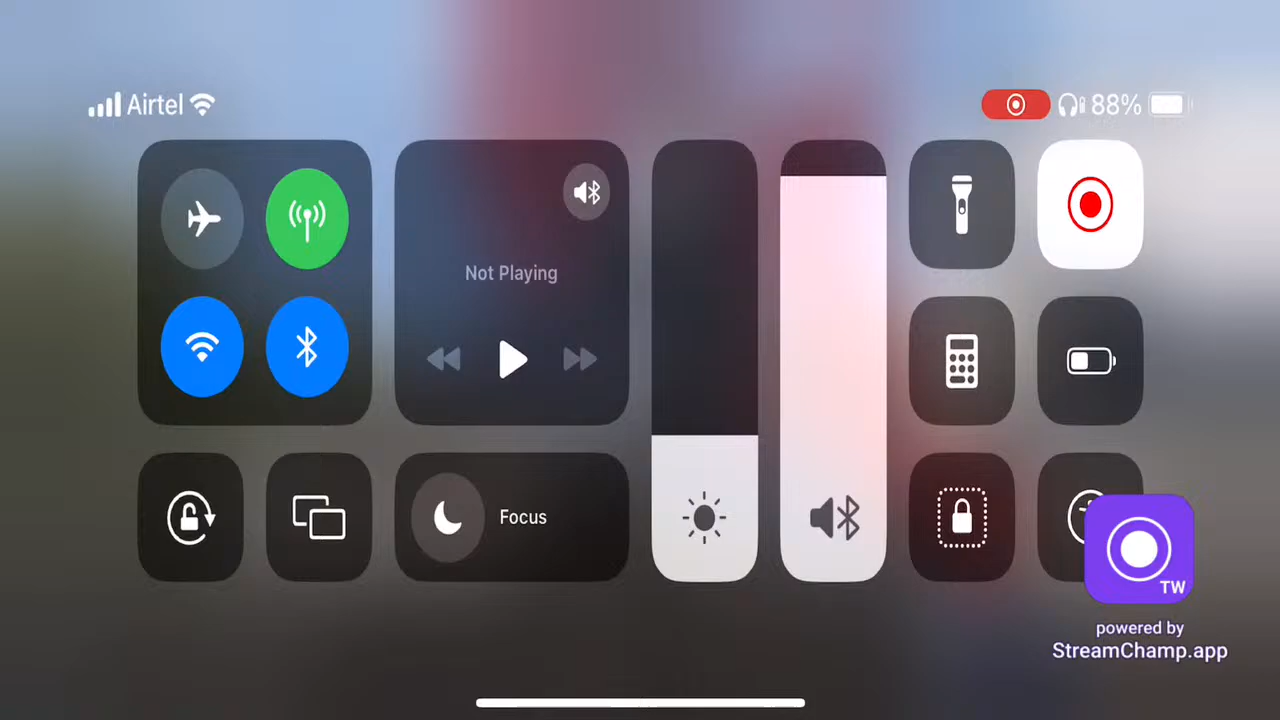 Airtel
88%
Not Playing
Focus
TW
powered by
StreamChamp.app